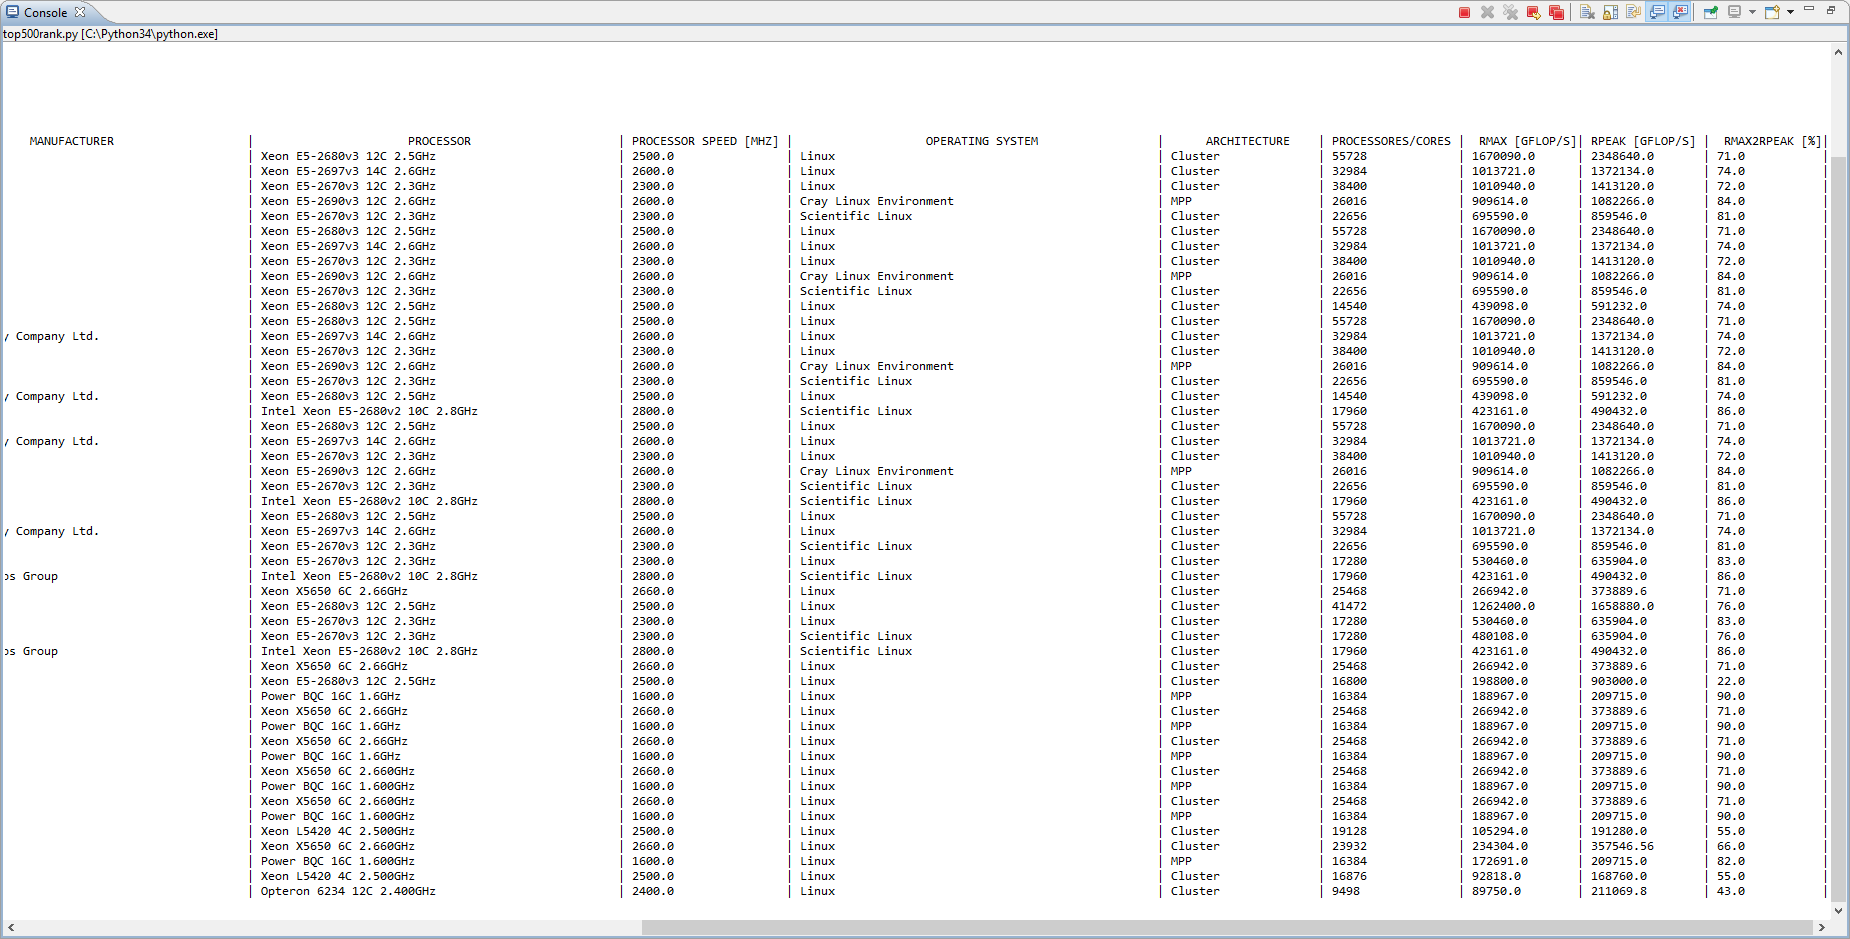 Console
top500rank.py [C:\Python34\python.exe]
MANUFACTURER | PROCESSOR | PROCESSOR SPEED [MHZ] | OPERATING SYSTEM | ARCHITECTURE | PROCESSORES/CORES | RMAX [GFLOP/S]| RPEAK [GFLOP/S] | RMAX2RPEAK [%]|
| Xeon E5-2680v3 12C 2.5GHz | 2500.0 | Linux | Cluster | 55728 | 1670090.0 | 2348640.0 | 71.0 |
| Xeon E5-2697v3 14C 2.6GHz | 2600.0 | Linux | Cluster | 32984 | 1013721.0 | 1372134.0 | 74.0 |
| Xeon E5-2670v3 12C 2.3GHz | 2300.0 | Linux | Cluster | 38400 | 1010940.0 | 1413120.0 | 72.0 |
| Xeon E5-2690v3 12C 2.6GHz | 2600.0 | Cray Linux Environment | MPP | 26016 | 909614.0 | 1082266.0 | 84.0 |
| Xeon E5-2670v3 12C 2.3GHz | 2300.0 | Scientific Linux | Cluster | 22656 | 695590.0 | 859546.0 | 81.0 |
| Xeon E5-2680v3 12C 2.5GHz | 2500.0 | Linux | Cluster | 55728 | 1670090.0 | 2348640.0 | 71.0 |
| Xeon E5-2697v3 14C 2.6GHz | 2600.0 | Linux | Cluster | 32984 | 1013721.0 | 1372134.0 | 74.0 |
| Xeon E5-2670v3 12C 2.3GHz | 2300.0 | Linux | Cluster | 38400 | 1010940.0 | 1413120.0 | 72.0 |
| Xeon E5-2690v3 12C 2.6GHz | 2600.0 | Cray Linux Environment | MPP | 26016 | 909614.0 | 1082266.0 | 84.0 |
| Xeon E5-2670v3 12C 2.3GHz | 2300.0 | Scientific Linux | Cluster | 22656 | 695590.0 | 859546.0 | 81.0 |
| Xeon E5-2680v3 12C 2.5GHz | 2500.0 | Linux | Cluster | 14540 | 439098.0 | 591232.0 | 74.0 |
| Xeon E5-2680v3 12C 2.5GHz | 2500.0 | Linux | Cluster | 55728 | 1670090.0 | 2348640.0 | 71.0 |
y Company Ltd. | Xeon E5-2697v3 14C 2.6GHz | 2600.0 | Linux | Cluster | 32984 | 1013721.0 | 1372134.0 | 74.0 |
| Xeon E5-2670v3 12C 2.3GHz | 2300.0 | Linux | Cluster | 38400 | 1010940.0 | 1413120.0 | 72.0 |
| Xeon E5-2690v3 12C 2.6GHz | 2600.0 | Cray Linux Environment | MPP | 26016 | 909614.0 | 1082266.0 | 84.0 |
| Xeon E5-2670v3 12C 2.3GHz | 2300.0 | Scientific Linux | Cluster | 22656 | 695590.0 | 859546.0 | 81.0 |
y Company Ltd. | Xeon E5-2680v3 12C 2.5GHz | 2500.0 | Linux | Cluster | 14540 | 439098.0 | 591232.0 | 74.0 |
| Intel Xeon E5-2680v2 10C 2.8GHz | 2800.0 | Scientific Linux | Cluster | 17960 | 423161.0 | 490432.0 | 86.0 |
| Xeon E5-2680v3 12C 2.5GHz | 2500.0 | Linux | Cluster | 55728 | 1670090.0 | 2348640.0 | 71.0 |
y Company Ltd. | Xeon E5-2697v3 14C 2.6GHz | 2600.0 | Linux | Cluster | 32984 | 1013721.0 | 1372134.0 | 74.0 |
| Xeon E5-2670v3 12C 2.3GHz | 2300.0 | Linux | Cluster | 38400 | 1010940.0 | 1413120.0 | 72.0 |
| Xeon E5-2690v3 12C 2.6GHz | 2600.0 | Cray Linux Environment | MPP | 26016 | 909614.0 | 1082266.0 | 84.0 |
| Xeon E5-2670v3 12C 2.3GHz | 2300.0 | Scientific Linux | Cluster | 22656 | 695590.0 | 859546.0 | 81.0 |
| Intel Xeon E5-2680v2 10C 2.8GHz | 2800.0 | Scientific Linux | Cluster | 17960 | 423161.0 | 490432.0 | 86.0 |
| Xeon E5-2680v3 12C 2.5GHz | 2500.0 | Linux | Cluster | 55728 | 1670090.0 | 2348640.0 | 71.0 |
y Company Ltd. | Xeon E5-2697v3 14C 2.6GHz | 2600.0 | Linux | Cluster | 32984 | 1013721.0 | 1372134.0 | 74.0 |
| Xeon E5-2670v3 12C 2.3GHz | 2300.0 | Scientific Linux | Cluster | 22656 | 695590.0 | 859546.0 | 81.0 |
| Xeon E5-2670v3 12C 2.3GHz | 2300.0 | Linux | Cluster | 17280 | 530460.0 | 635904.0 | 83.0 |
ps Group | Intel Xeon E5-2680v2 10C 2.8GHz | 2800.0 | Scientific Linux | Cluster | 17960 | 423161.0 | 490432.0 | 86.0 |
| Xeon X5650 6C 2.66GHz | 2660.0 | Linux | Cluster | 25468 | 266942.0 | 373889.6 | 71.0 |
| Xeon E5-2680v3 12C 2.5GHz | 2500.0 | Linux | Cluster | 41472 | 1262400.0 | 1658880.0 | 76.0 |
| Xeon E5-2670v3 12C 2.3GHz | 2300.0 | Linux | Cluster | 17280 | 530460.0 | 635904.0 | 83.0 |
| Xeon E5-2670v3 12C 2.3GHz | 2300.0 | Scientific Linux | Cluster | 17280 | 480108.0 | 635904.0 | 76.0 |
ps Group | Intel Xeon E5-2680v2 10C 2.8GHz | 2800.0 | Scientific Linux | Cluster | 17960 | 423161.0 | 490432.0 | 86.0 |
| Xeon X5650 6C 2.66GHz | 2660.0 | Linux | Cluster | 25468 | 266942.0 | 373889.6 | 71.0 |
| Xeon E5-2680v3 12C 2.5GHz | 2500.0 | Linux | Cluster | 16800 | 198800.0 | 903000.0 | 22.0 |
| Power BQC 16C 1.6GHz | 1600.0 | Linux | MPP | 16384 | 188967.0 | 209715.0 | 90.0 |
| Xeon X5650 6C 2.66GHz | 2660.0 | Linux | Cluster | 25468 | 266942.0 | 373889.6 | 71.0 |
| Power BQC 16C 1.6GHz | 1600.0 | Linux | MPP | 16384 | 188967.0 | 209715.0 | 90.0 |
| Xeon X5650 6C 2.66GHz | 2660.0 | Linux | Cluster | 25468 | 266942.0 | 373889.6 | 71.0 |
| Power BQC 16C 1.6GHz | 1600.0 | Linux | MPP | 16384 | 188967.0 | 209715.0 | 90.0 |
| Xeon X5650 6C 2.660GHz | 2660.0 | Linux | Cluster | 25468 | 266942.0 | 373889.6 | 71.0 |
| Power BQC 16C 1.600GHz | 1600.0 | Linux | MPP | 16384 | 188967.0 | 209715.0 | 90.0 |
| Xeon X5650 6C 2.660GHz | 2660.0 | Linux | Cluster | 25468 | 266942.0 | 373889.6 | 71.0 |
| Power BQC 16C 1.600GHz | 1600.0 | Linux | MPP | 16384 | 188967.0 | 209715.0 | 90.0 |
| Xeon L5420 4C 2.500GHz | 2500.0 | Linux | Cluster | 19128 | 105294.0 | 191280.0 | 55.0 |
| Xeon X5650 6C 2.660GHz | 2660.0 | Linux | Cluster | 23932 | 234304.0 | 357546.56 | 66.0 |
| Power BQC 16C 1.600GHz | 1600.0 | Linux | MPP | 16384 | 172691.0 | 209715.0 | 82.0 |
| Xeon L5420 4C 2.500GHz | 2500.0 | Linux | Cluster | 16876 | 92818.0 | 168760.0 | 55.0 |
| Opteron 6234 12C 2.400GHz | 2400.0 | Linux | Cluster | 9498 | 89750.0 | 211069.8 | 43.0 |